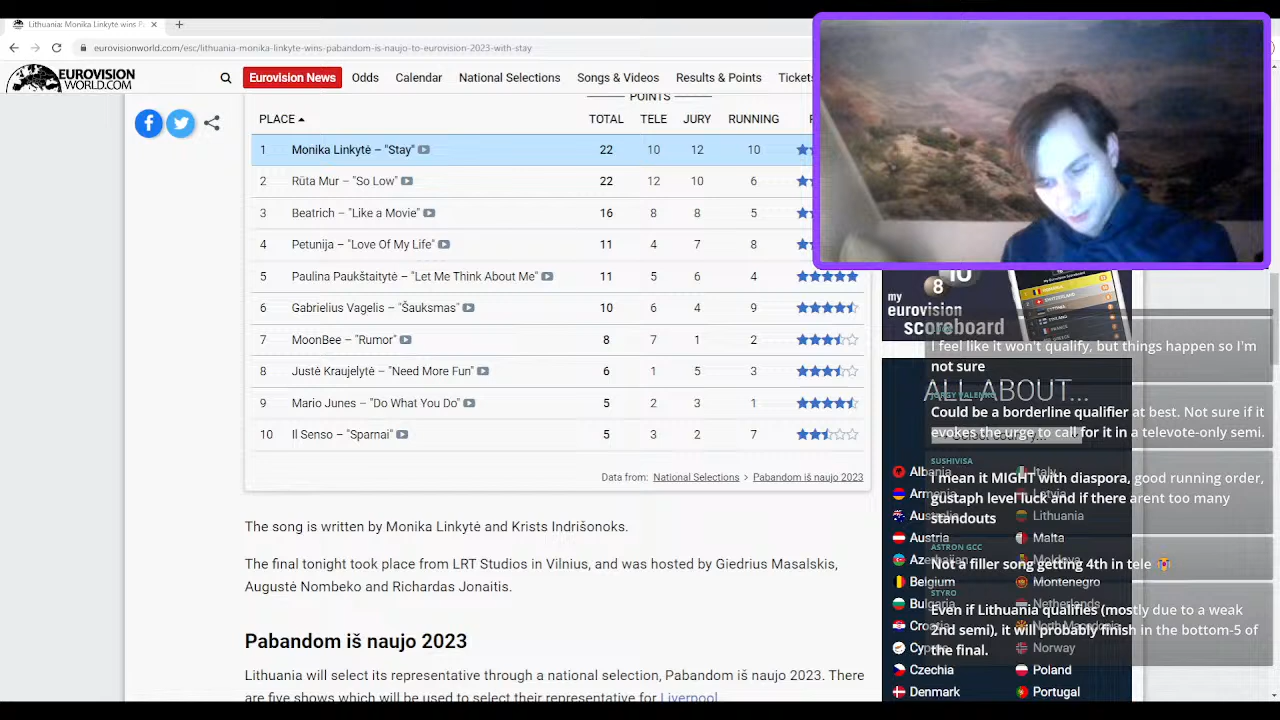 Lithuania: Monika Linkytė wins P
eurovisionworld.com/esc/lithuania-monika-linkyte-wins-pabandom-is-naujo-to-eurovision-2023-with-stay
EUROVISION
WORLD.COM
Eurovision News Odds Calendar National Selections Songs & Videos Results & Points Tickets
POINTS
PLACE TOTAL TELE JURY RUNNING
1 Monika Linkytė – "Stay" 22 10 12 10
2 Rūta Mur – "So Low" 22 12 10 6
3 Beatrich – "Like a Movie" 16 8 8 5
4 Petunija – "Love Of My Life" 11 4 7 8
5 Paulina Paukštaitytė – "Let Me Think About Me" 11 5 6 4
6 Gabrielius Vagelis – "Šauksmas" 10 6 4 9
7 MoonBee – "Rumor" 8 7 1 2
8 Justė Kraujelytė – "Need More Fun" 6 1 5 3
9 Mario Junes – "Do What You Do" 5 2 3 1
10 Il Senso – "Sparnai" 5 3 2 7
Data from: National Selections > Pabandom iš naujo 2023
The song is written by Monika Linkytė and Krists Indrišonoks.
The final tonight took place from LRT Studios in Vilnius, and was hosted by Giedrius Masalskis,
Augustė Nombeko and Richardas Jonaitis.
Pabandom iš naujo 2023
Lithuania will select its representative through a national selection, Pabandom iš naujo 2023. There
are five shows which will be used to select their representative for Liverpool.
10
8
my
eurovision
scoreboard
I feel like it won't qualify, but things happen so I'm
not sure
ALL ABOUT...
JORGY VALENKO
Could be a borderline qualifier at best. Not sure if it
evokes the urge to call for it in a televote-only semi.
SUSHIVISA
I mean it MIGHT with diaspora, good running order,
gustaph level luck and if there arent too many
standouts
ASTRON GCC
Not a filler song getting 4th in tele
STYRO
Even if Lithuania qualifies (mostly due to a weak
2nd semi), it will probably finish in the bottom-5 of
the final.
Albania
Austria
Belgium
Czechia
Denmark
Italy
Latvia
Lithuania
Malta
Moldova
Montenegro
Netherlands
North Macedonia
Norway
Poland
Portugal